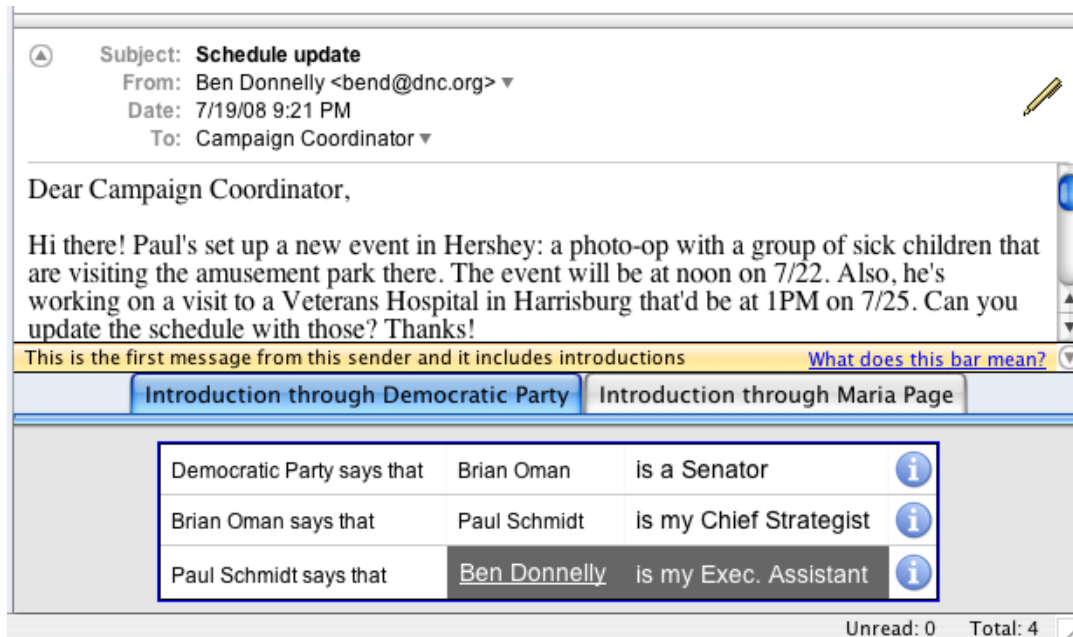 Subject: Schedule update
From: Ben Donnelly <bend@dnc.org>
Date: 7/19/08 9:21 PM
To: Campaign Coordinator
Dear Campaign Coordinator,
Hi there! Paul's set up a new event in Hershey: a photo-op with a group of sick children that
are visiting the amusement park there. The event will be at noon on 7/22. Also, he's
working on a visit to a Veterans Hospital in Harrisburg that'd be at 1PM on 7/25. Can you
update the schedule with those? Thanks!
This is the first message from this sender and it includes introductions What does this bar mean?
Introduction through Democratic Party Introduction through Maria Page
Democratic Party says that Brian Oman is a Senator
Brian Oman says that Paul Schmidt is my Chief Strategist
Paul Schmidt says that Ben Donnelly is my Exec. Assistant
Unread: 0 Total: 4